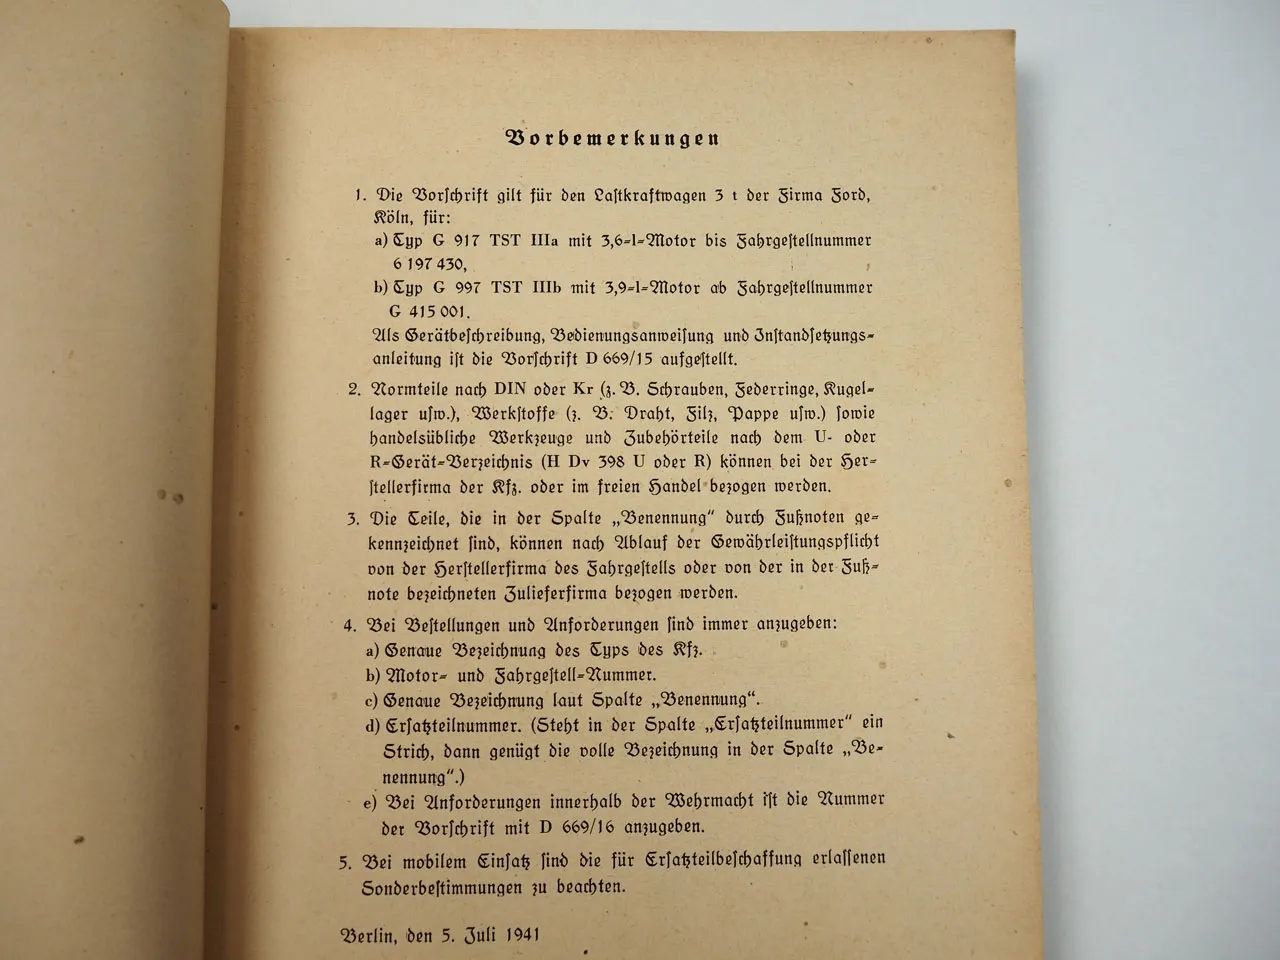 Vorbemerkungen
1. Die Vorschrift gilt für den Lastkraftwagen 3 t der Firma Ford,
Köln, für:
a) Typ G 917 TST IIIa mit 3,6-l-Motor bis Fahrgestellnummer
6 197 430,
b) Typ G 997 TST IIIb mit 3,9-l-Motor ab Fahrgestellnummer
G 415 001.
Als Gerätbeschreibung, Bedienungsanweisung und Instandsetzungs-
anleitung ist die Vorschrift D 669/15 aufgestellt.
2. Normteile nach DIN oder Kr (z. B. Schrauben, Federringe, Kugel-
lager usw.), Werkstoffe (z. B. Draht, Filz, Pappe usw.) sowie
handelsübliche Werkzeuge und Zubehörteile nach dem U- oder
R-Gerät-Verzeichnis (H Dv 398 U oder R) können bei der Her-
stellerfirma der Kfz. oder im freien Handel bezogen werden.
3. Die Teile, die in der Spalte „Benennung“ durch Fußnoten ge-
kennzeichnet sind, können nach Ablauf der Gewährleistungspflicht
von der Herstellerfirma des Fahrgestells oder von der in der Fuß-
note bezeichneten Zulieferfirma bezogen werden.
4. Bei Bestellungen und Anforderungen sind immer anzugeben:
a) Genaue Bezeichnung des Typs des Kfz.
b) Motor- und Fahrgestell-Nummer.
c) Genaue Bezeichnung laut Spalte „Benennung“.
d) Ersatzteilnummer. (Steht in der Spalte „Ersatzteilnummer“ ein
Strich, dann genügt die volle Bezeichnung in der Spalte „Be-
nennung“.)
e) Bei Anforderungen innerhalb der Wehrmacht ist die Nummer
der Vorschrift mit D 669/16 anzugeben.
5. Bei mobilem Einsatz sind die für Ersatzteilbeschaffung erlassenen
Sonderbestimmungen zu beachten.
Berlin, den 5. Juli 1941